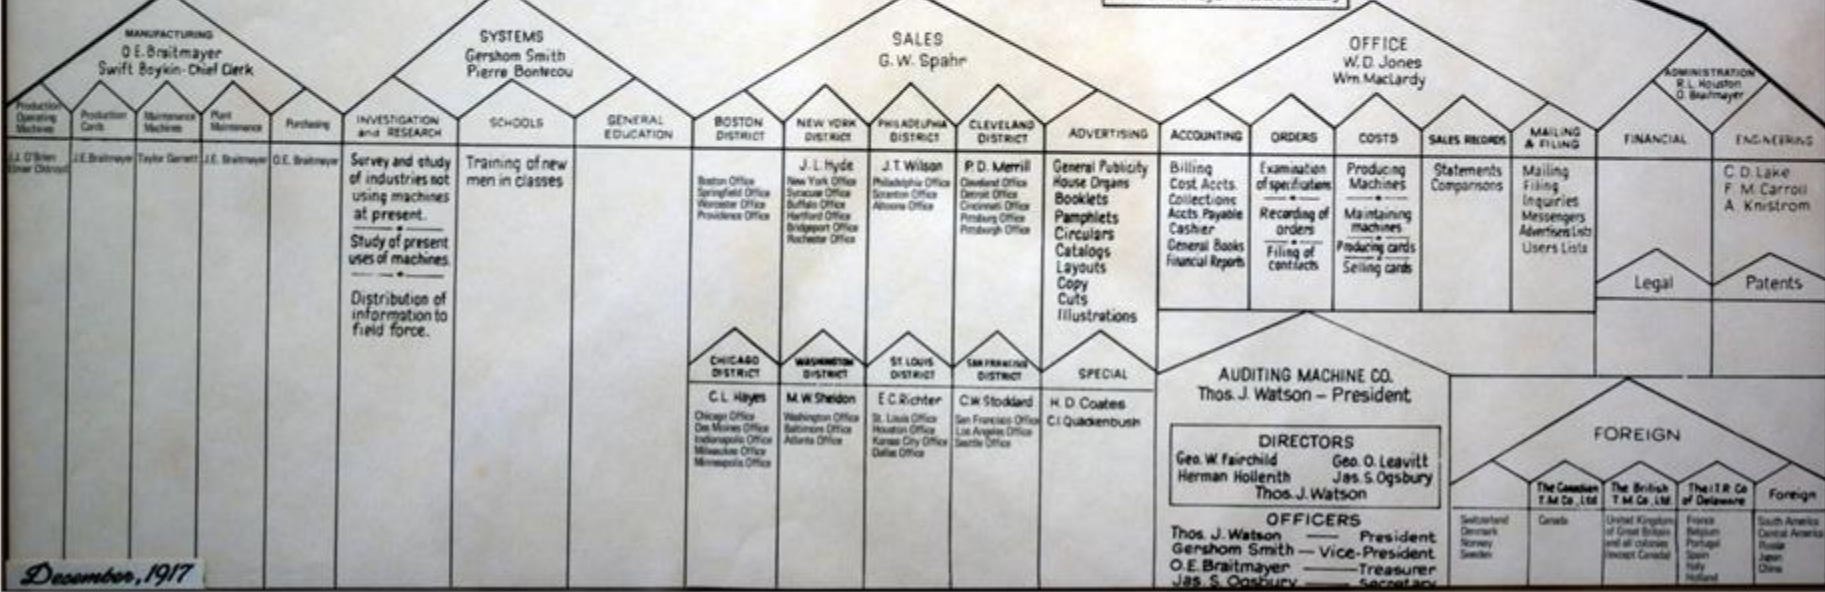 MANUFACTURING
O.E. Braitmayer
Swift Boykin-Chief Clerk
Production
Operating
Machines
J.J. O'Brien
Production
Cards
J.E. Braitmayer
Maintenance
Machines
Taylor Garnett
Plant
Maintenance
J.E. Braitmayer
Purchasing
O.E. Braitmayer
SYSTEMS
Gershom Smith
Pierre Bontecou
INVESTIGATION
and RESEARCH
Survey and study
of industries not
using machines
at present.
Study of present
uses of machines.
Distribution of
information to
field force.
SCHOOLS
Training of new
men in classes
GENERAL
EDUCATION
SALES
G.W. Spahr
BOSTON
DISTRICT
Boston Office
Springfield Office
Worcester Office
Providence Office
NEW YORK
DISTRICT
J.L. Hyde
New York Office
Syracuse Office
Buffalo Office
Hartford Office
Bridgeport Office
Rochester Office
PHILADELPHIA
DISTRICT
J.T. Wilson
Philadelphia Office
Scranton Office
Altoona Office
CLEVELAND
DISTRICT
P.D. Merrill
Cleveland Office
Detroit Office
Cincinnati Office
Pittsburgh Office
ADVERTISING
General Publicity
House Organs
Booklets
Pamphlets
Circulars
Catalogs
Layouts
Copy
Cuts
Illustrations
CHICAGO
DISTRICT
C.L. Hayes
Chicago Office
Des Moines Office
Indianapolis Office
Milwaukee Office
Minneapolis Office
WASHINGTON
DISTRICT
M.W. Sheldon
Washington Office
Baltimore Office
Atlanta Office
ST. LOUIS
DISTRICT
E.C. Richter
St. Louis Office
Houston Office
Kansas City Office
Dallas Office
SAN FRANCISCO
DISTRICT
C.W. Stoddard
San Francisco Office
Los Angeles Office
Seattle Office
SPECIAL
H.D. Coates
C.I. Quackenbush
OFFICE
W.D. Jones
Wm. MacLardy
ACCOUNTING
Billing
Cost Accts.
Collections
Accts. Payable
Cashier
General Books
Financial Reports
ORDERS
Examination
of specifications
Recording of
orders
Filing of
contracts
COSTS
Producing
Machines
Maintaining
machines
Producing cards
Selling cards
SALES RECORDS
Statements
Comparisons
MAILING
& FILING
Mailing
Filing
Inquiries
Messengers
Advertisers Lists
Users Lists
ADMINISTRATION
R.L. Houston
O. Braitmayer
FINANCIAL
ENGINEERING
C.D. Lake
F.M. Carroll
A. Knistrom
Legal
Patents
AUDITING MACHINE CO.
Thos. J. Watson – President
DIRECTORS
Geo. W. Fairchild Geo. O. Leavitt
Herman Hollerith Jas. S. Ogsbury
Thos. J. Watson
OFFICERS
Thos. J. Watson — President
Gershom Smith — Vice-President
O.E. Braitmayer — Treasurer
Jas. S. Ogsbury — Secretary
FOREIGN
Switzerland
Denmark
Norway
Sweden
The Canadian
T.M. Co., Ltd
Canada
The British
T.M. Co., Ltd.
United Kingdom
of Great Britain
and all colonies
(except Canada)
The I.T.R. Co
of Delaware
France
Belgium
Portugal
Spain
Italy
Holland
Foreign
South America
Central America
Russia
Japan
China
December, 1917